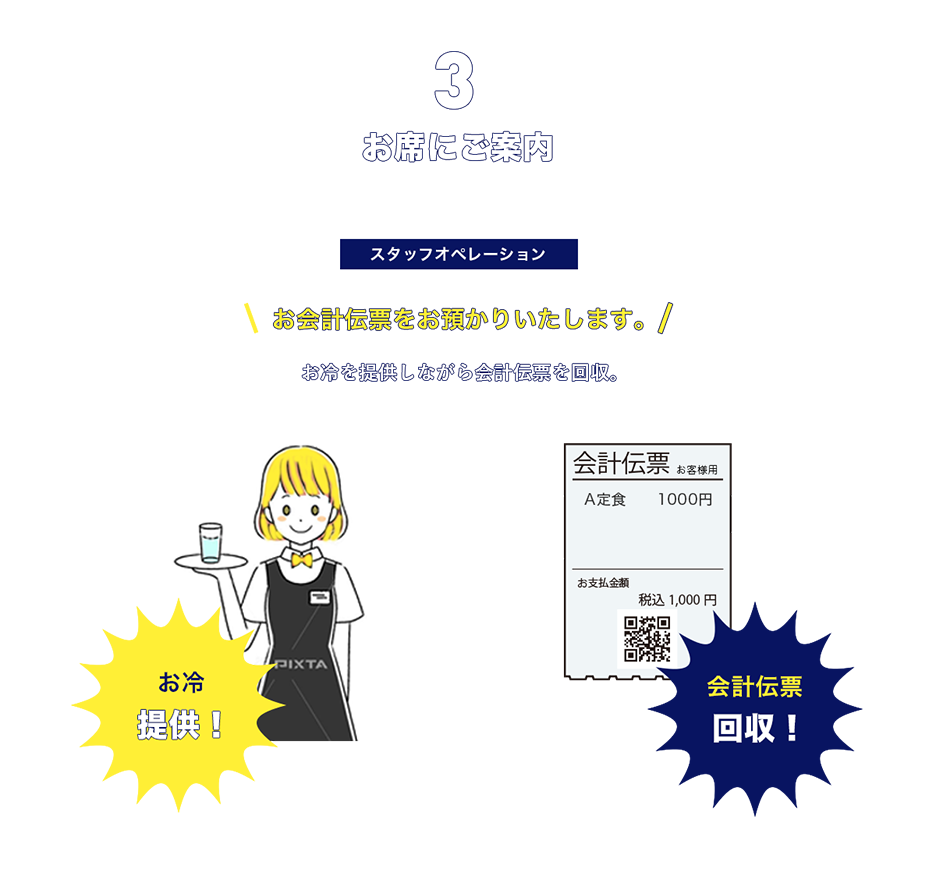 3
お席にご案内
スタッフオペレーション
\ お会計伝票をお預かりいたします。 /
お冷を提供しながら会計伝票を回収。
会計伝票 お客様用
A定食 1000円
お支払金額
税込 1,000 円
PIXTA
お冷
提供！
会計伝票
回収！